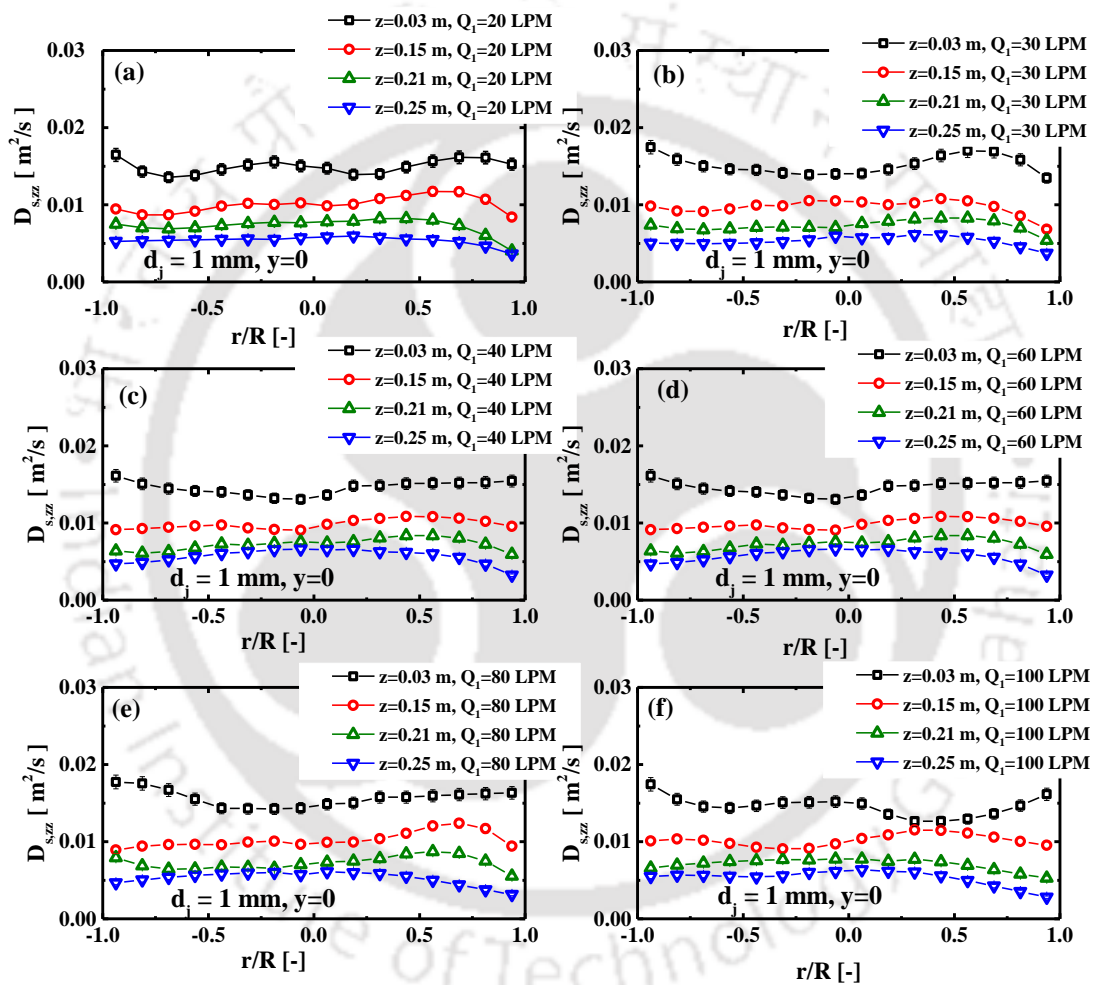 z=0.03 m, Q1=20 LPM
z=0.15 m, Q1=20 LPM
z=0.21 m, Q1=20 LPM
z=0.25 m, Q1=20 LPM
(a)
0.03
0.02
0.01
0.00
Ds,zz [ m²/s ]
dj = 1 mm, y=0
-1.0 -0.5 0.0 0.5 1.0
r/R [-]
z=0.03 m, Q1=30 LPM
z=0.15 m, Q1=30 LPM
z=0.21 m, Q1=30 LPM
z=0.25 m, Q1=30 LPM
(b)
0.03
0.02
0.01
0.00
Ds,zz [ m²/s ]
dj = 1 mm, y=0
-1.0 -0.5 0.0 0.5 1.0
r/R [-]
z=0.03 m, Q1=40 LPM
z=0.15 m, Q1=40 LPM
z=0.21 m, Q1=40 LPM
z=0.25 m, Q1=40 LPM
(c)
0.03
0.02
0.01
0.00
Ds,zz [ m²/s ]
dj = 1 mm, y=0
-1.0 -0.5 0.0 0.5 1.0
r/R [-]
z=0.03 m, Q1=60 LPM
z=0.15 m, Q1=60 LPM
z=0.21 m, Q1=60 LPM
z=0.25 m, Q1=60 LPM
(d)
0.03
0.02
0.01
0.00
Ds,zz [ m²/s ]
dj = 1 mm, y=0
-1.0 -0.5 0.0 0.5 1.0
r/R [-]
z=0.03 m, Q1=80 LPM
z=0.15 m, Q1=80 LPM
z=0.21 m, Q1=80 LPM
z=0.25 m, Q1=80 LPM
(e)
0.03
0.02
0.01
0.00
Ds,zz [ m²/s ]
dj = 1 mm, y=0
-1.0 -0.5 0.0 0.5 1.0
r/R [-]
z=0.03 m, Q1=100 LPM
z=0.15 m, Q1=100 LPM
z=0.21 m, Q1=100 LPM
z=0.25 m, Q1=100 LPM
(f)
0.03
0.02
0.01
0.00
Ds,zz [ m²/s ]
dj = 1 mm, y=0
-1.0 -0.5 0.0 0.5 1.0
r/R [-]
Indian Institute of Technology